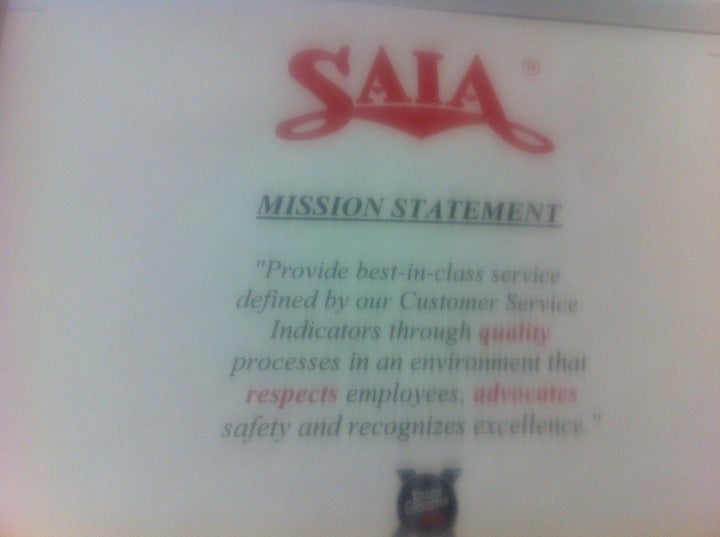 SAIA ®
MISSION STATEMENT
"Provide best-in-class service
defined by our Customer Service
Indicators through quality
processes in an environment that
respects employees, advocates
safety and recognizes excellence."
Guarantee